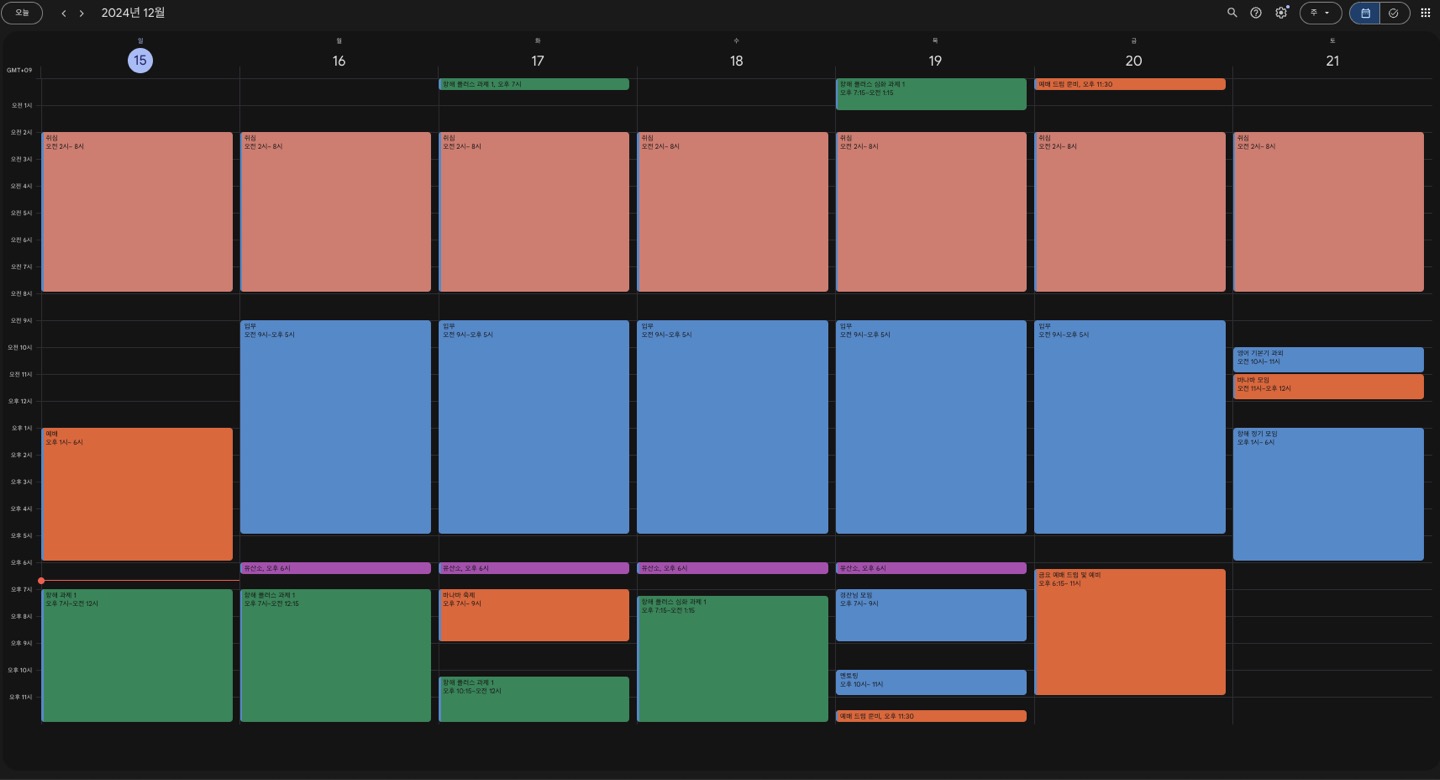 오늘
2024년 12월
주
일
월
화
수
목
금
토
15
16
17
18
19
20
21
GMT+09
오전 1시
오전 2시
오전 3시
오전 4시
오전 5시
오전 6시
오전 7시
오전 8시
오전 9시
오전 10시
오전 11시
오후 12시
오후 1시
오후 2시
오후 3시
오후 4시
오후 5시
오후 6시
오후 7시
오후 8시
오후 9시
오후 10시
오후 11시
취침
오전 2시~ 8시
예배
오후 1시~ 6시
항해 과제 1
오후 7시~오전 12시
취침
오전 2시~ 8시
업무
오전 9시~오후 5시
유산소, 오후 6시
항해 플러스 과제 1
오후 7시~오전 12:15
항해 플러스 과제 1, 오후 7시
취침
오전 2시~ 8시
업무
오전 9시~오후 5시
유산소, 오후 6시
바나바 육제
오후 7시~ 9시
항해 플러스 과제 1
오후 10:15~오전 12시
취침
오전 2시~ 8시
업무
오전 9시~오후 5시
유산소, 오후 6시
항해 플러스 심화 과제 1
오후 7:15~오전 1:15
항해 플러스 심화 과제 1
오후 7:15~오전 1:15
취침
오전 2시~ 8시
업무
오전 9시~오후 5시
유산소, 오후 6시
경찬님 모임
오후 7시~ 9시
멘토링
오후 10시~ 11시
예배 드럼 준비, 오후 11:30
예배 드럼 준비, 오후 11:30
취침
오전 2시~ 8시
업무
오전 9시~오후 5시
금요 예배 드럼 및 예비
오후 6:15~ 11시
취침
오전 2시~ 8시
영어 기본기 과외
오전 10시~ 11시
바나바 모임
오전 11시~오후 12시
항해 정기 모임
오후 1시~ 6시